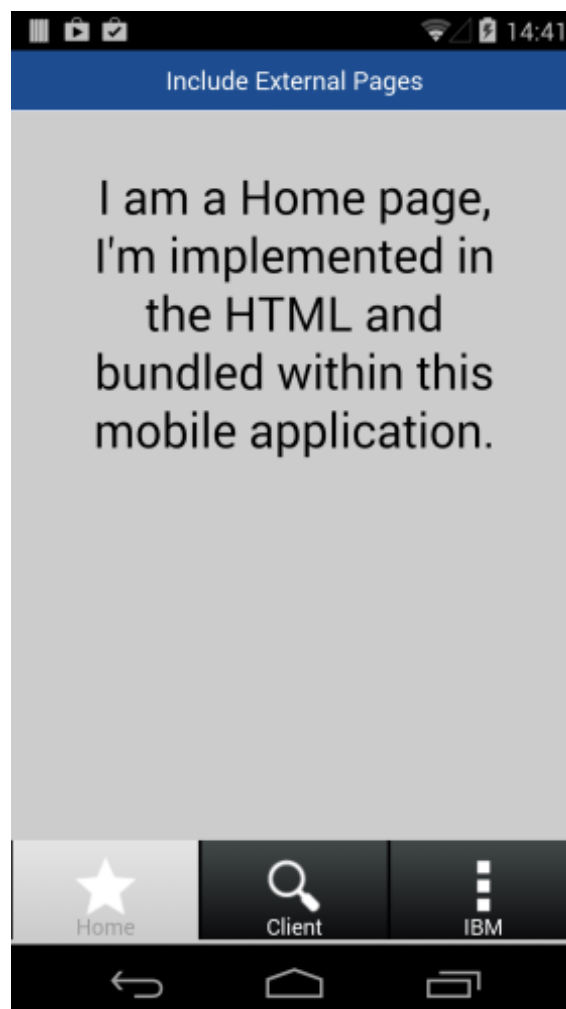 14:41
Include External Pages
I am a Home page,
I'm implemented in
the HTML and
bundled within this
mobile application.
Home
Client
IBM